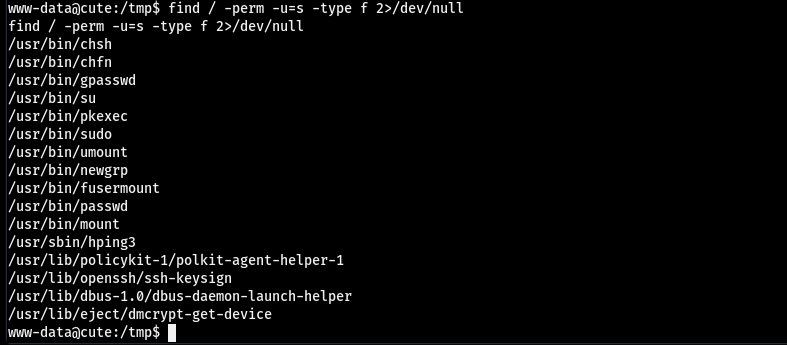 www-data@cute:/tmp$ find / -perm -u=s -type f 2>/dev/null
find / -perm -u=s -type f 2>/dev/null
/usr/bin/chsh
/usr/bin/chfn
/usr/bin/gpasswd
/usr/bin/su
/usr/bin/pkexec
/usr/bin/sudo
/usr/bin/umount
/usr/bin/newgrp
/usr/bin/fusermount
/usr/bin/passwd
/usr/bin/mount
/usr/sbin/hping3
/usr/lib/policykit-1/polkit-agent-helper-1
/usr/lib/openssh/ssh-keysign
/usr/lib/dbus-1.0/dbus-daemon-launch-helper
/usr/lib/eject/dmcrypt-get-device
www-data@cute:/tmp$